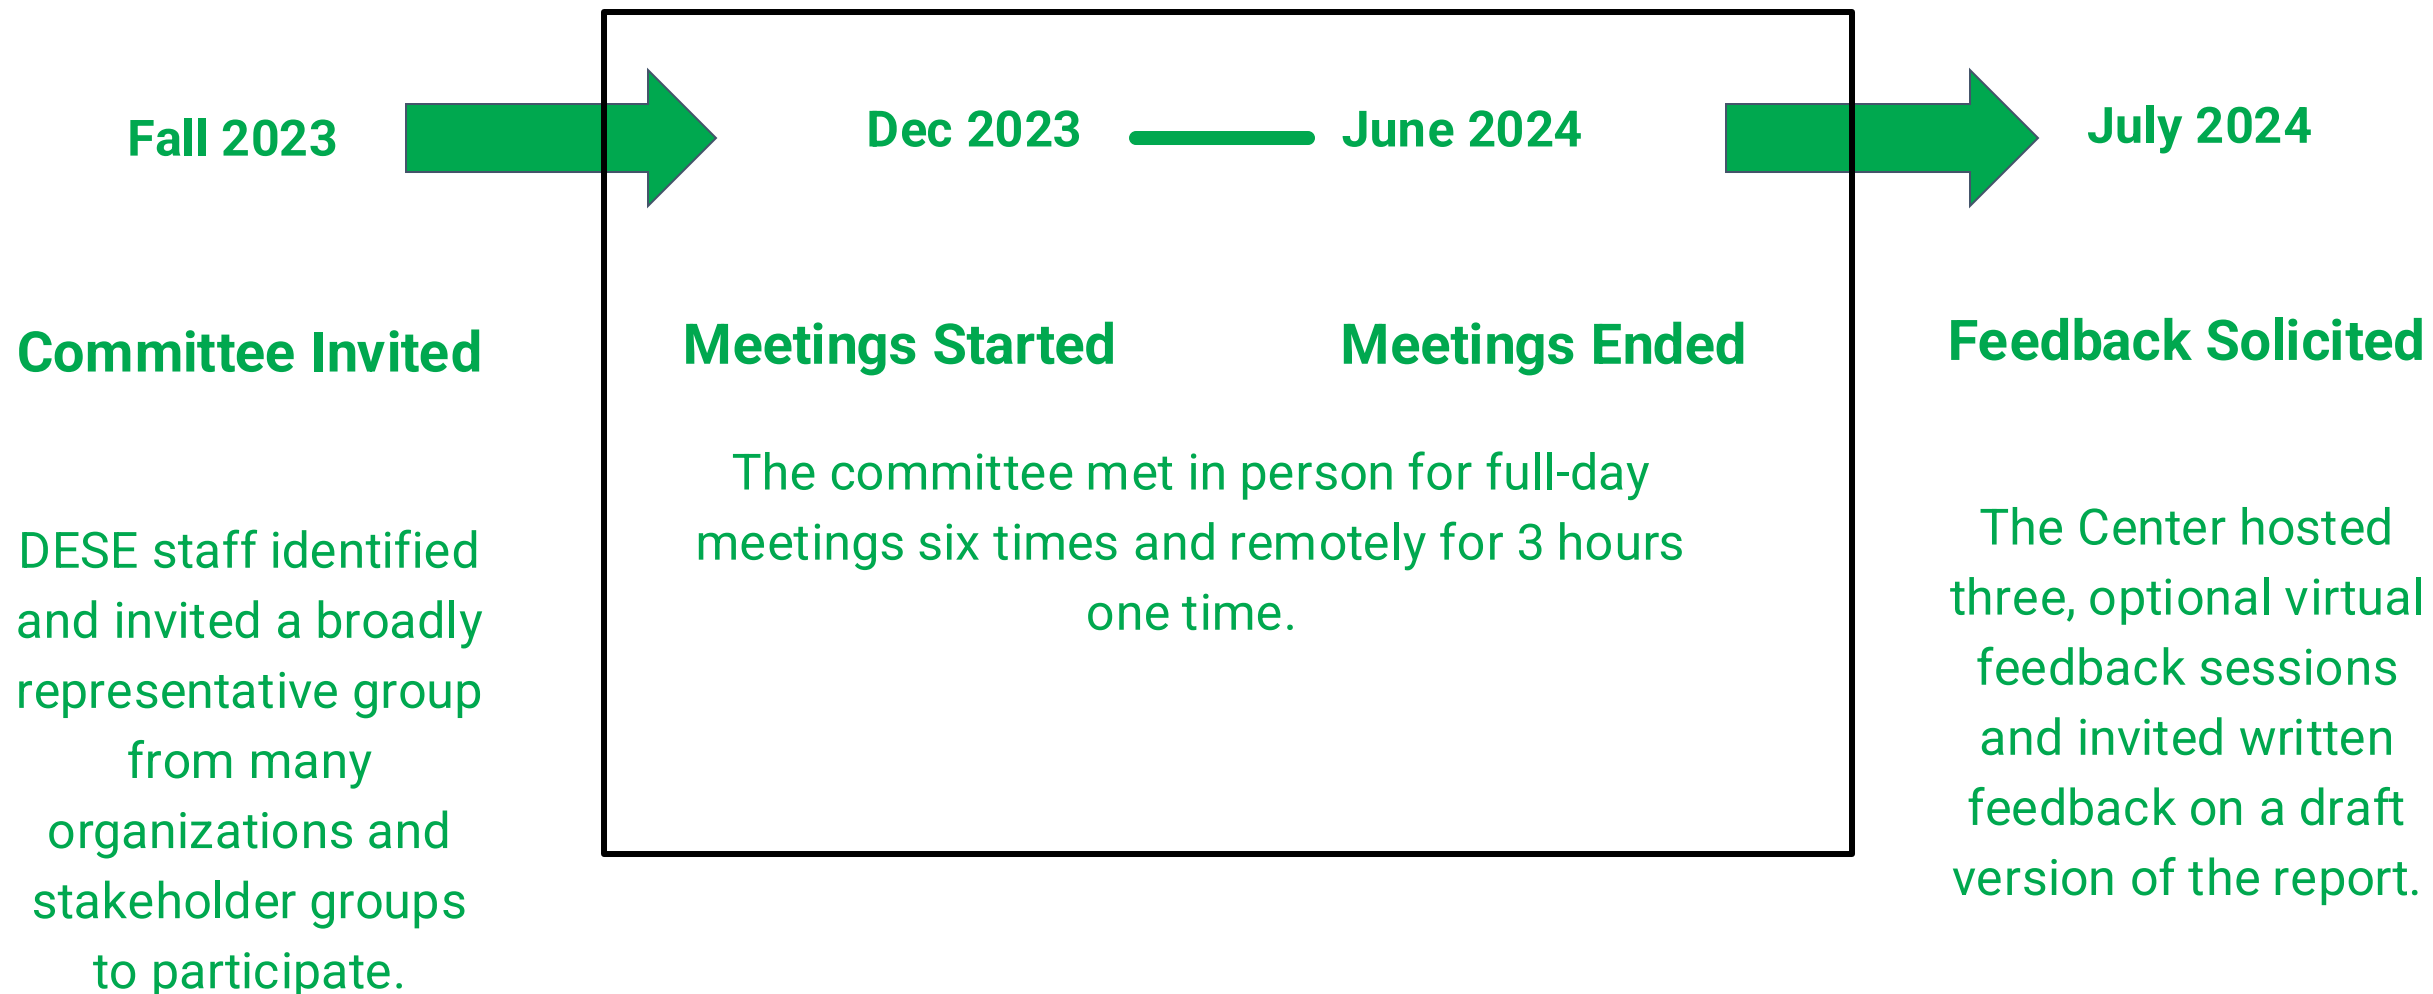 Fall 2023
Committee Invited
DESE staff identified
and invited a broadly
representative group
from many
organizations and
stakeholder groups
to participate.
Dec 2023
June 2024
Meetings Started
Meetings Ended
The committee met in person for full-day
meetings six times and remotely for 3 hours
one time.
July 2024
Feedback Solicited
The Center hosted
three, optional virtual
feedback sessions
and invited written
feedback on a draft
version of the report.